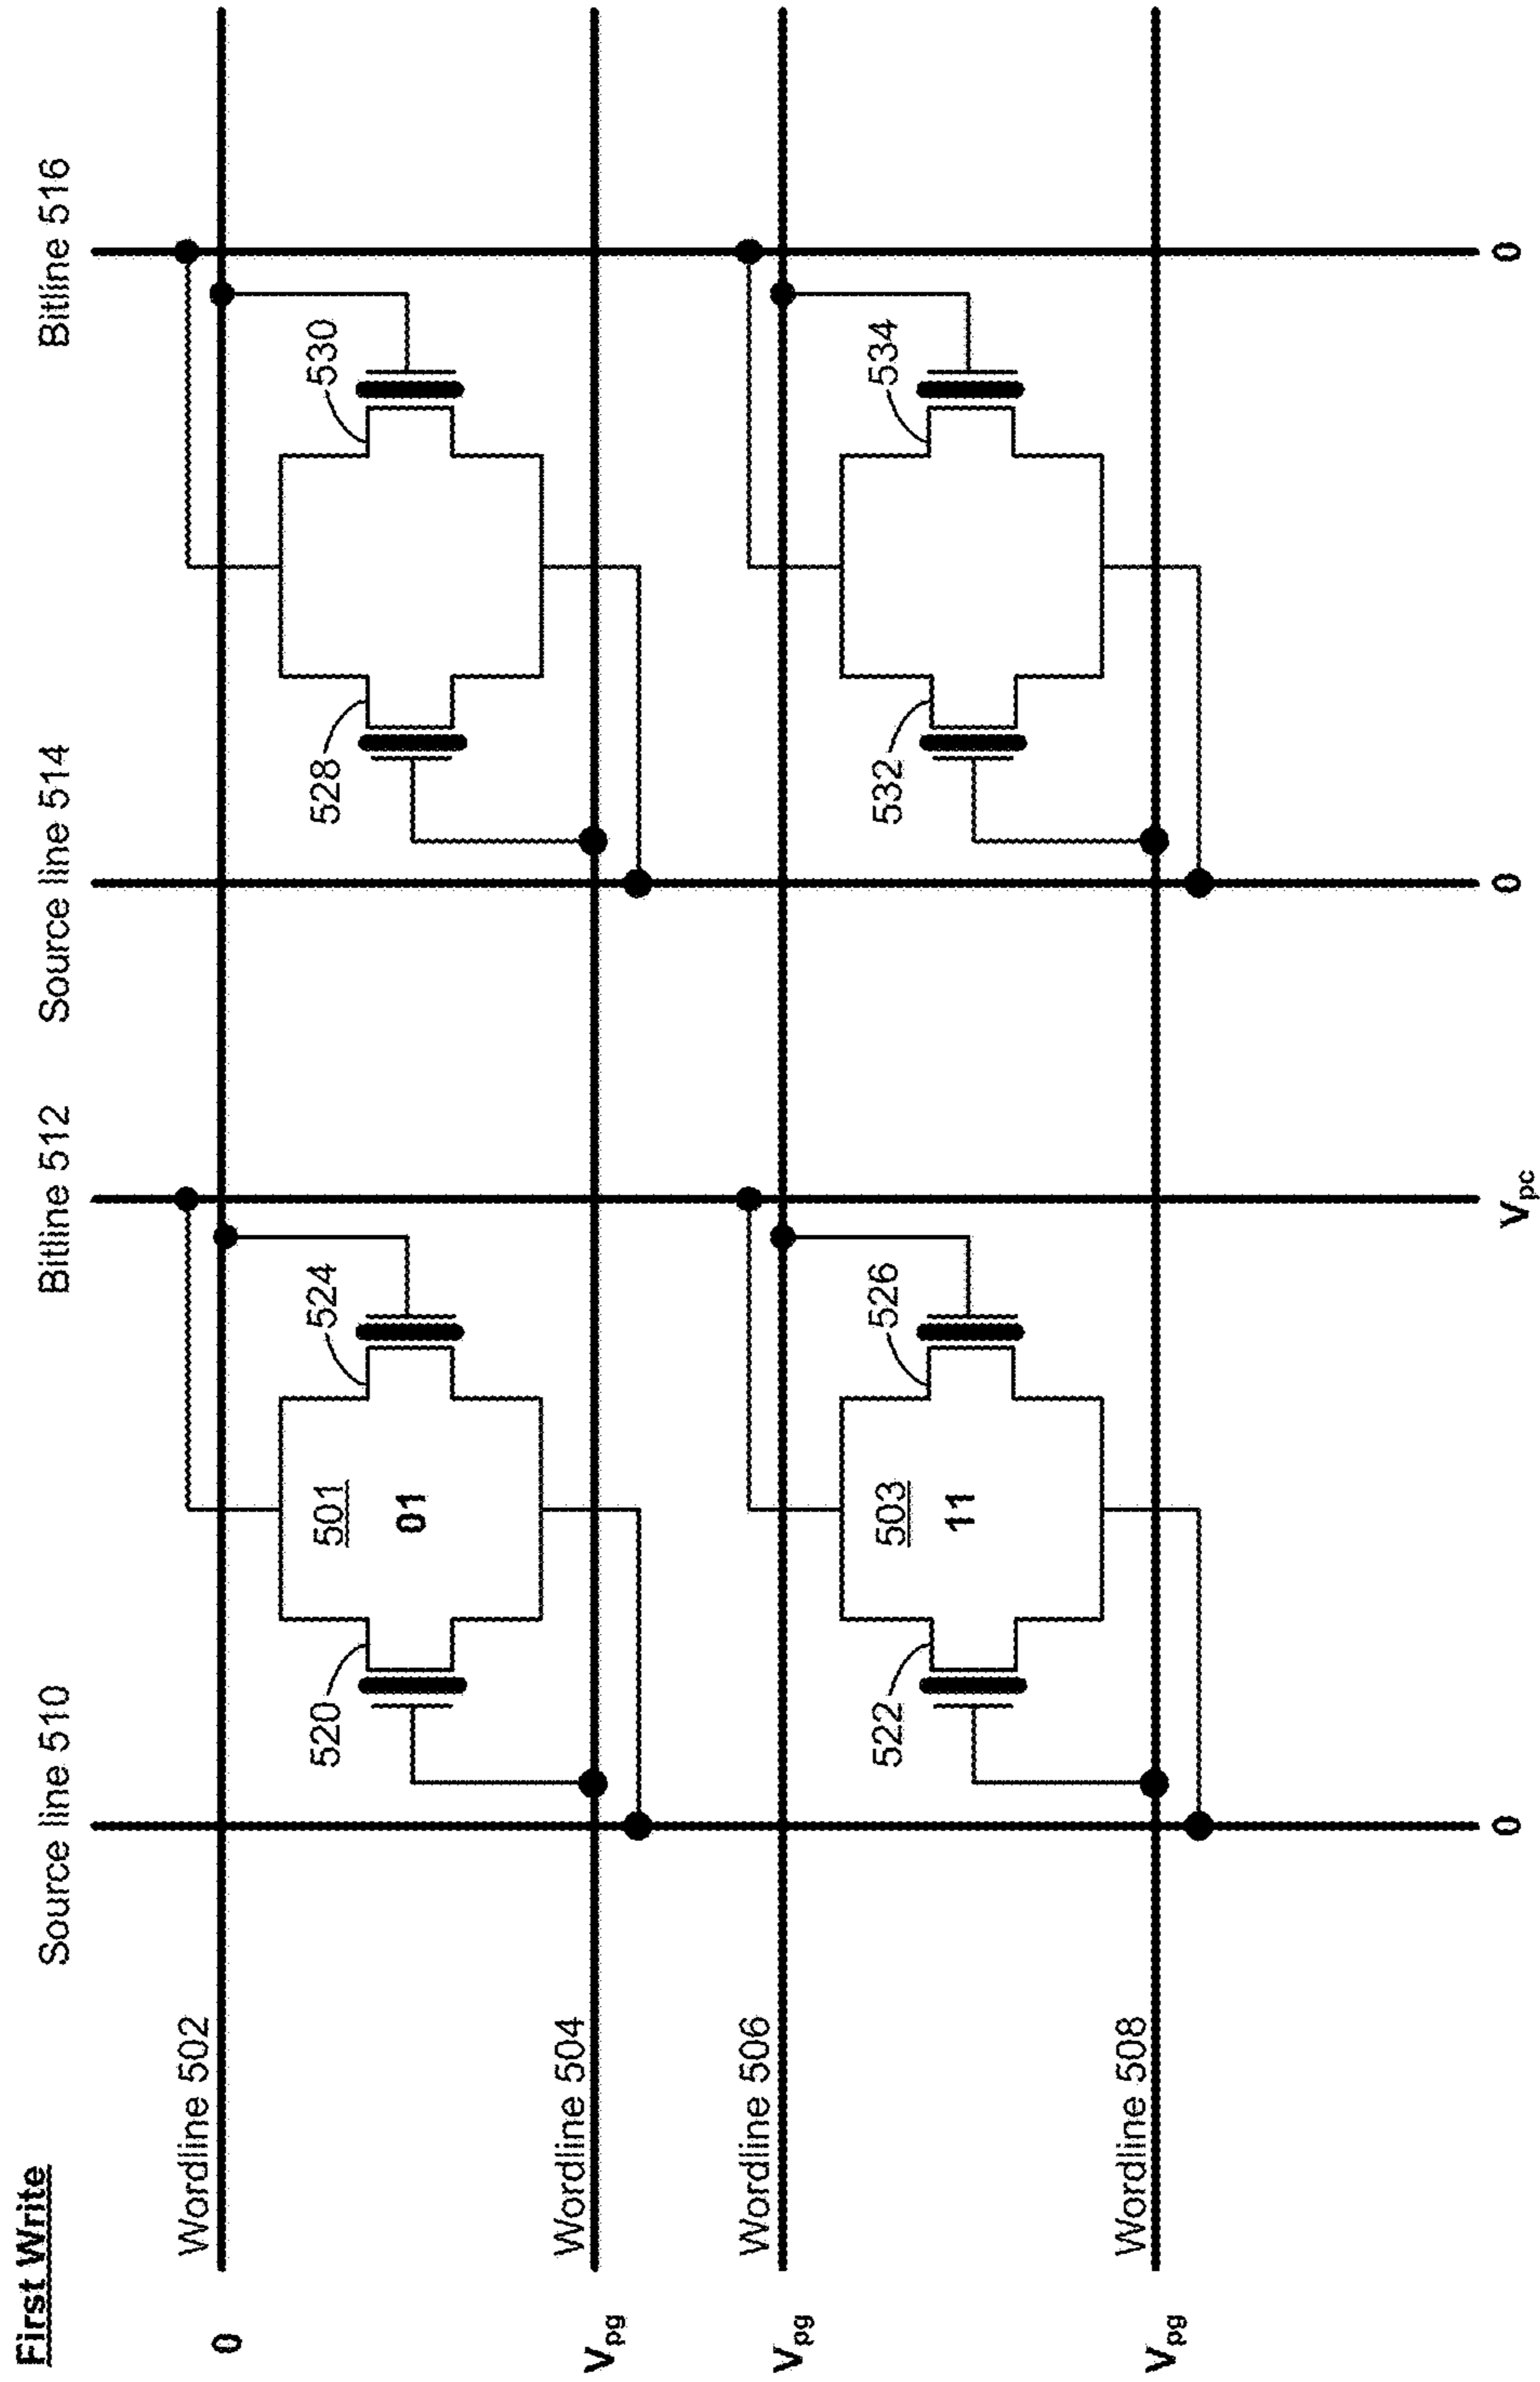 First Write
Source line 510
Bitline 512
Source line 514
Bitline 516
Wordline 502
0
520
501
01
524
528
530
Wordline 504
Vpg
Wordline 506
Vpg
522
503
11
526
532
534
Wordline 508
Vpg
0
Vpc
0
0